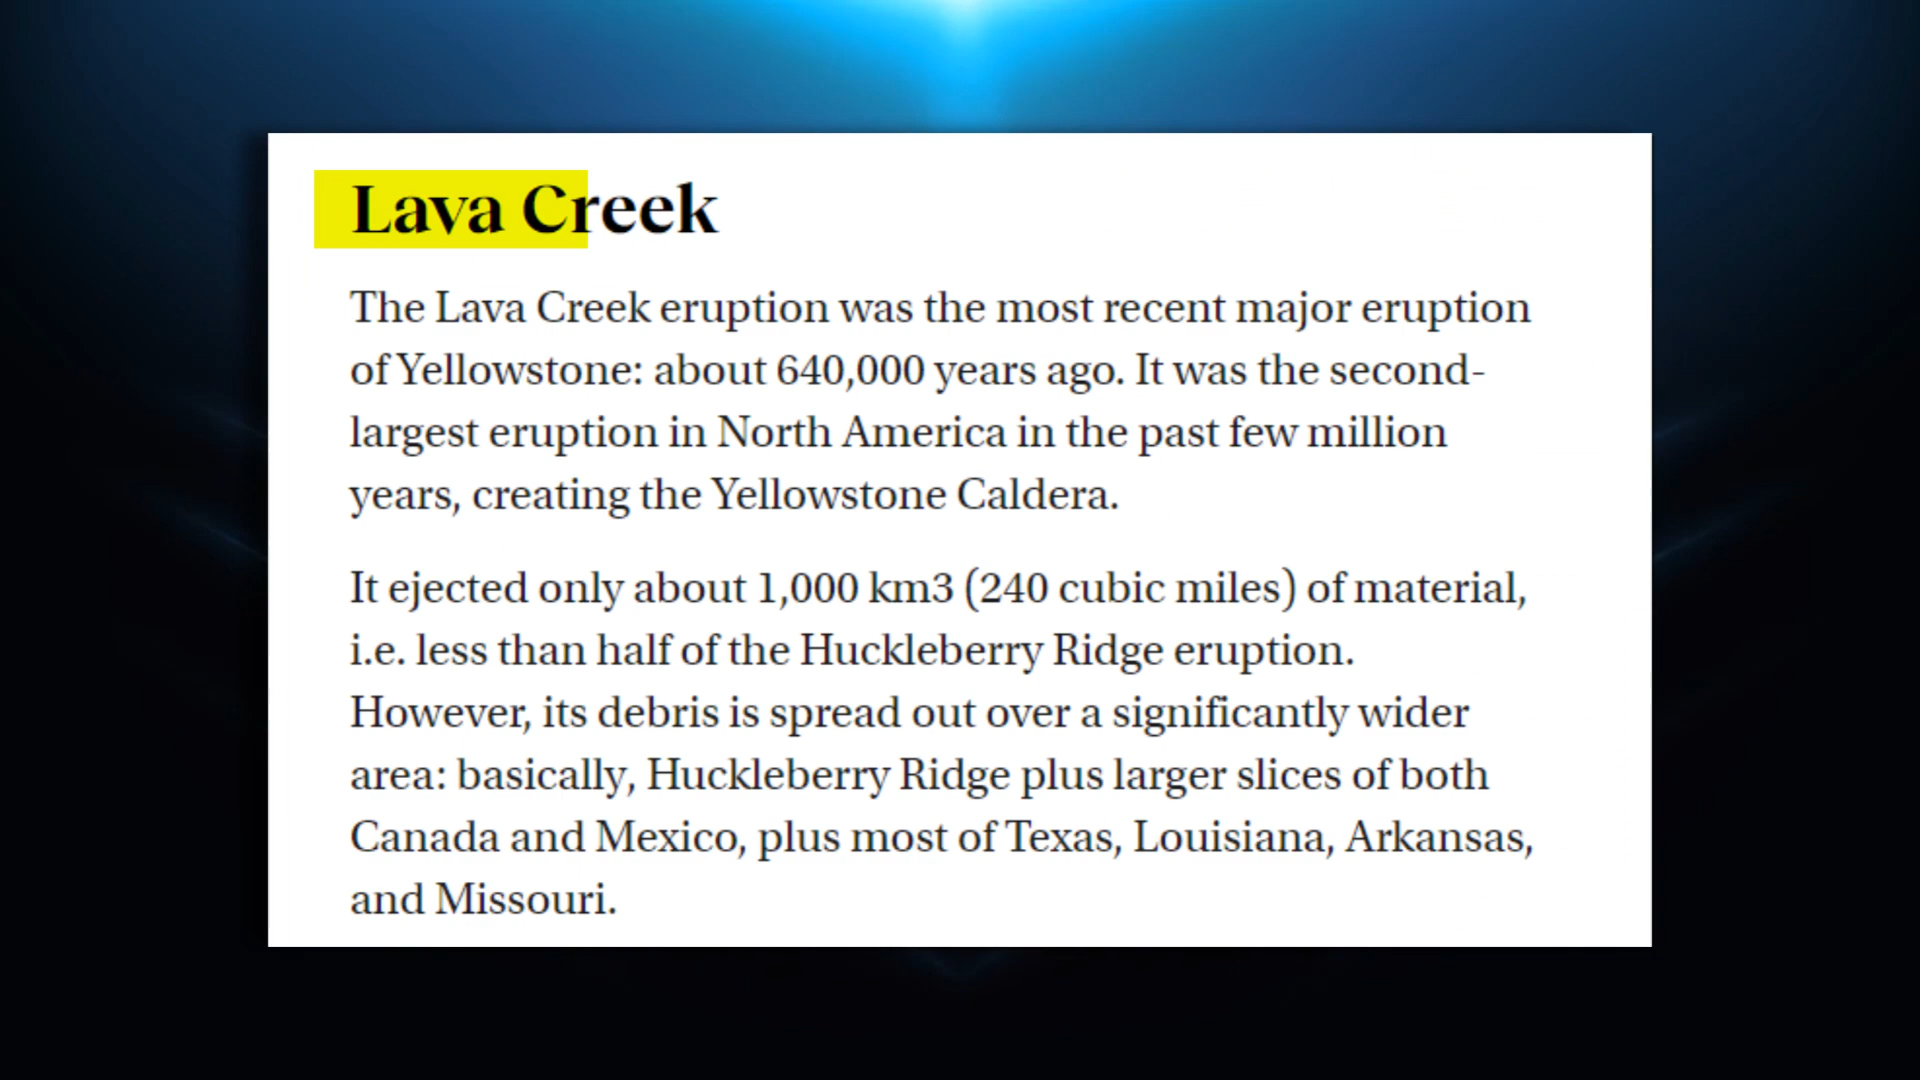 Lava Creek
The Lava Creek eruption was the most recent major eruption
of Yellowstone: about 640,000 years ago. It was the second-
largest eruption in North America in the past few million
years, creating the Yellowstone Caldera.
It ejected only about 1,000 km3 (240 cubic miles) of material,
i.e. less than half of the Huckleberry Ridge eruption.
However, its debris is spread out over a significantly wider
area: basically, Huckleberry Ridge plus larger slices of both
Canada and Mexico, plus most of Texas, Louisiana, Arkansas,
and Missouri.